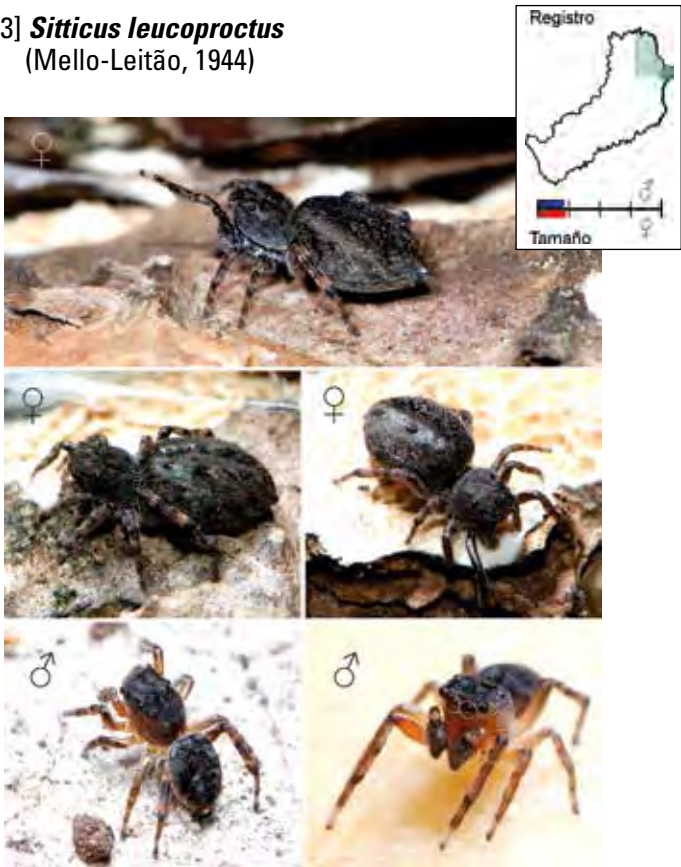 3] Sitticus leucoproctus
(Mello-Leitão, 1944)
Registro
♂
♀
Tamaño
♀
♀
♀
♂
♂